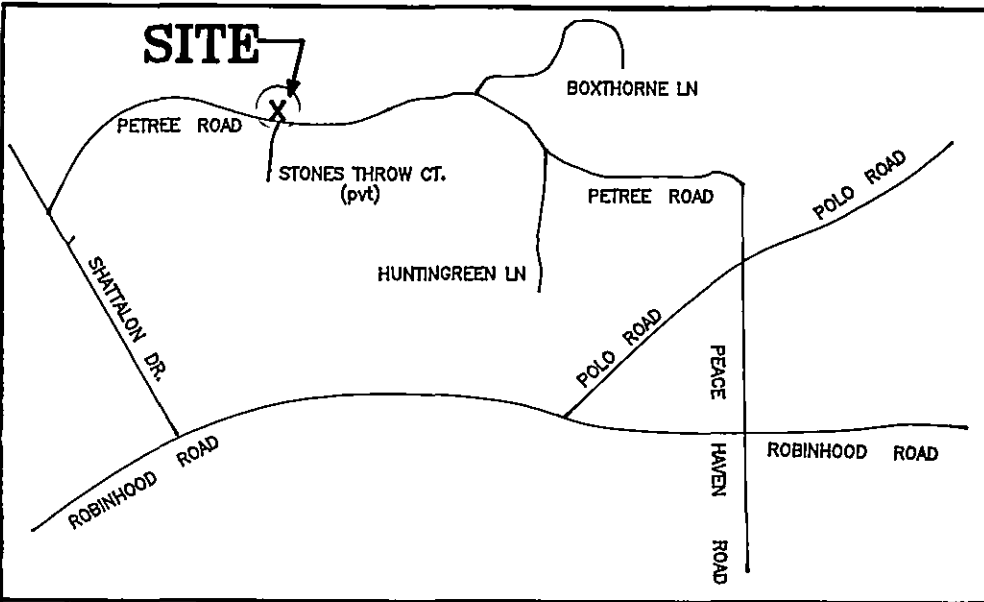 SITE
X
BOXTHORNE LN
PETREE ROAD
STONES THROW CT.
(pvt)
PETREE ROAD
POLO ROAD
HUNTINGREEN LN
SHATTALON DR.
POLO ROAD
PEACE HAVEN ROAD
ROBINHOOD ROAD
ROBINHOOD ROAD